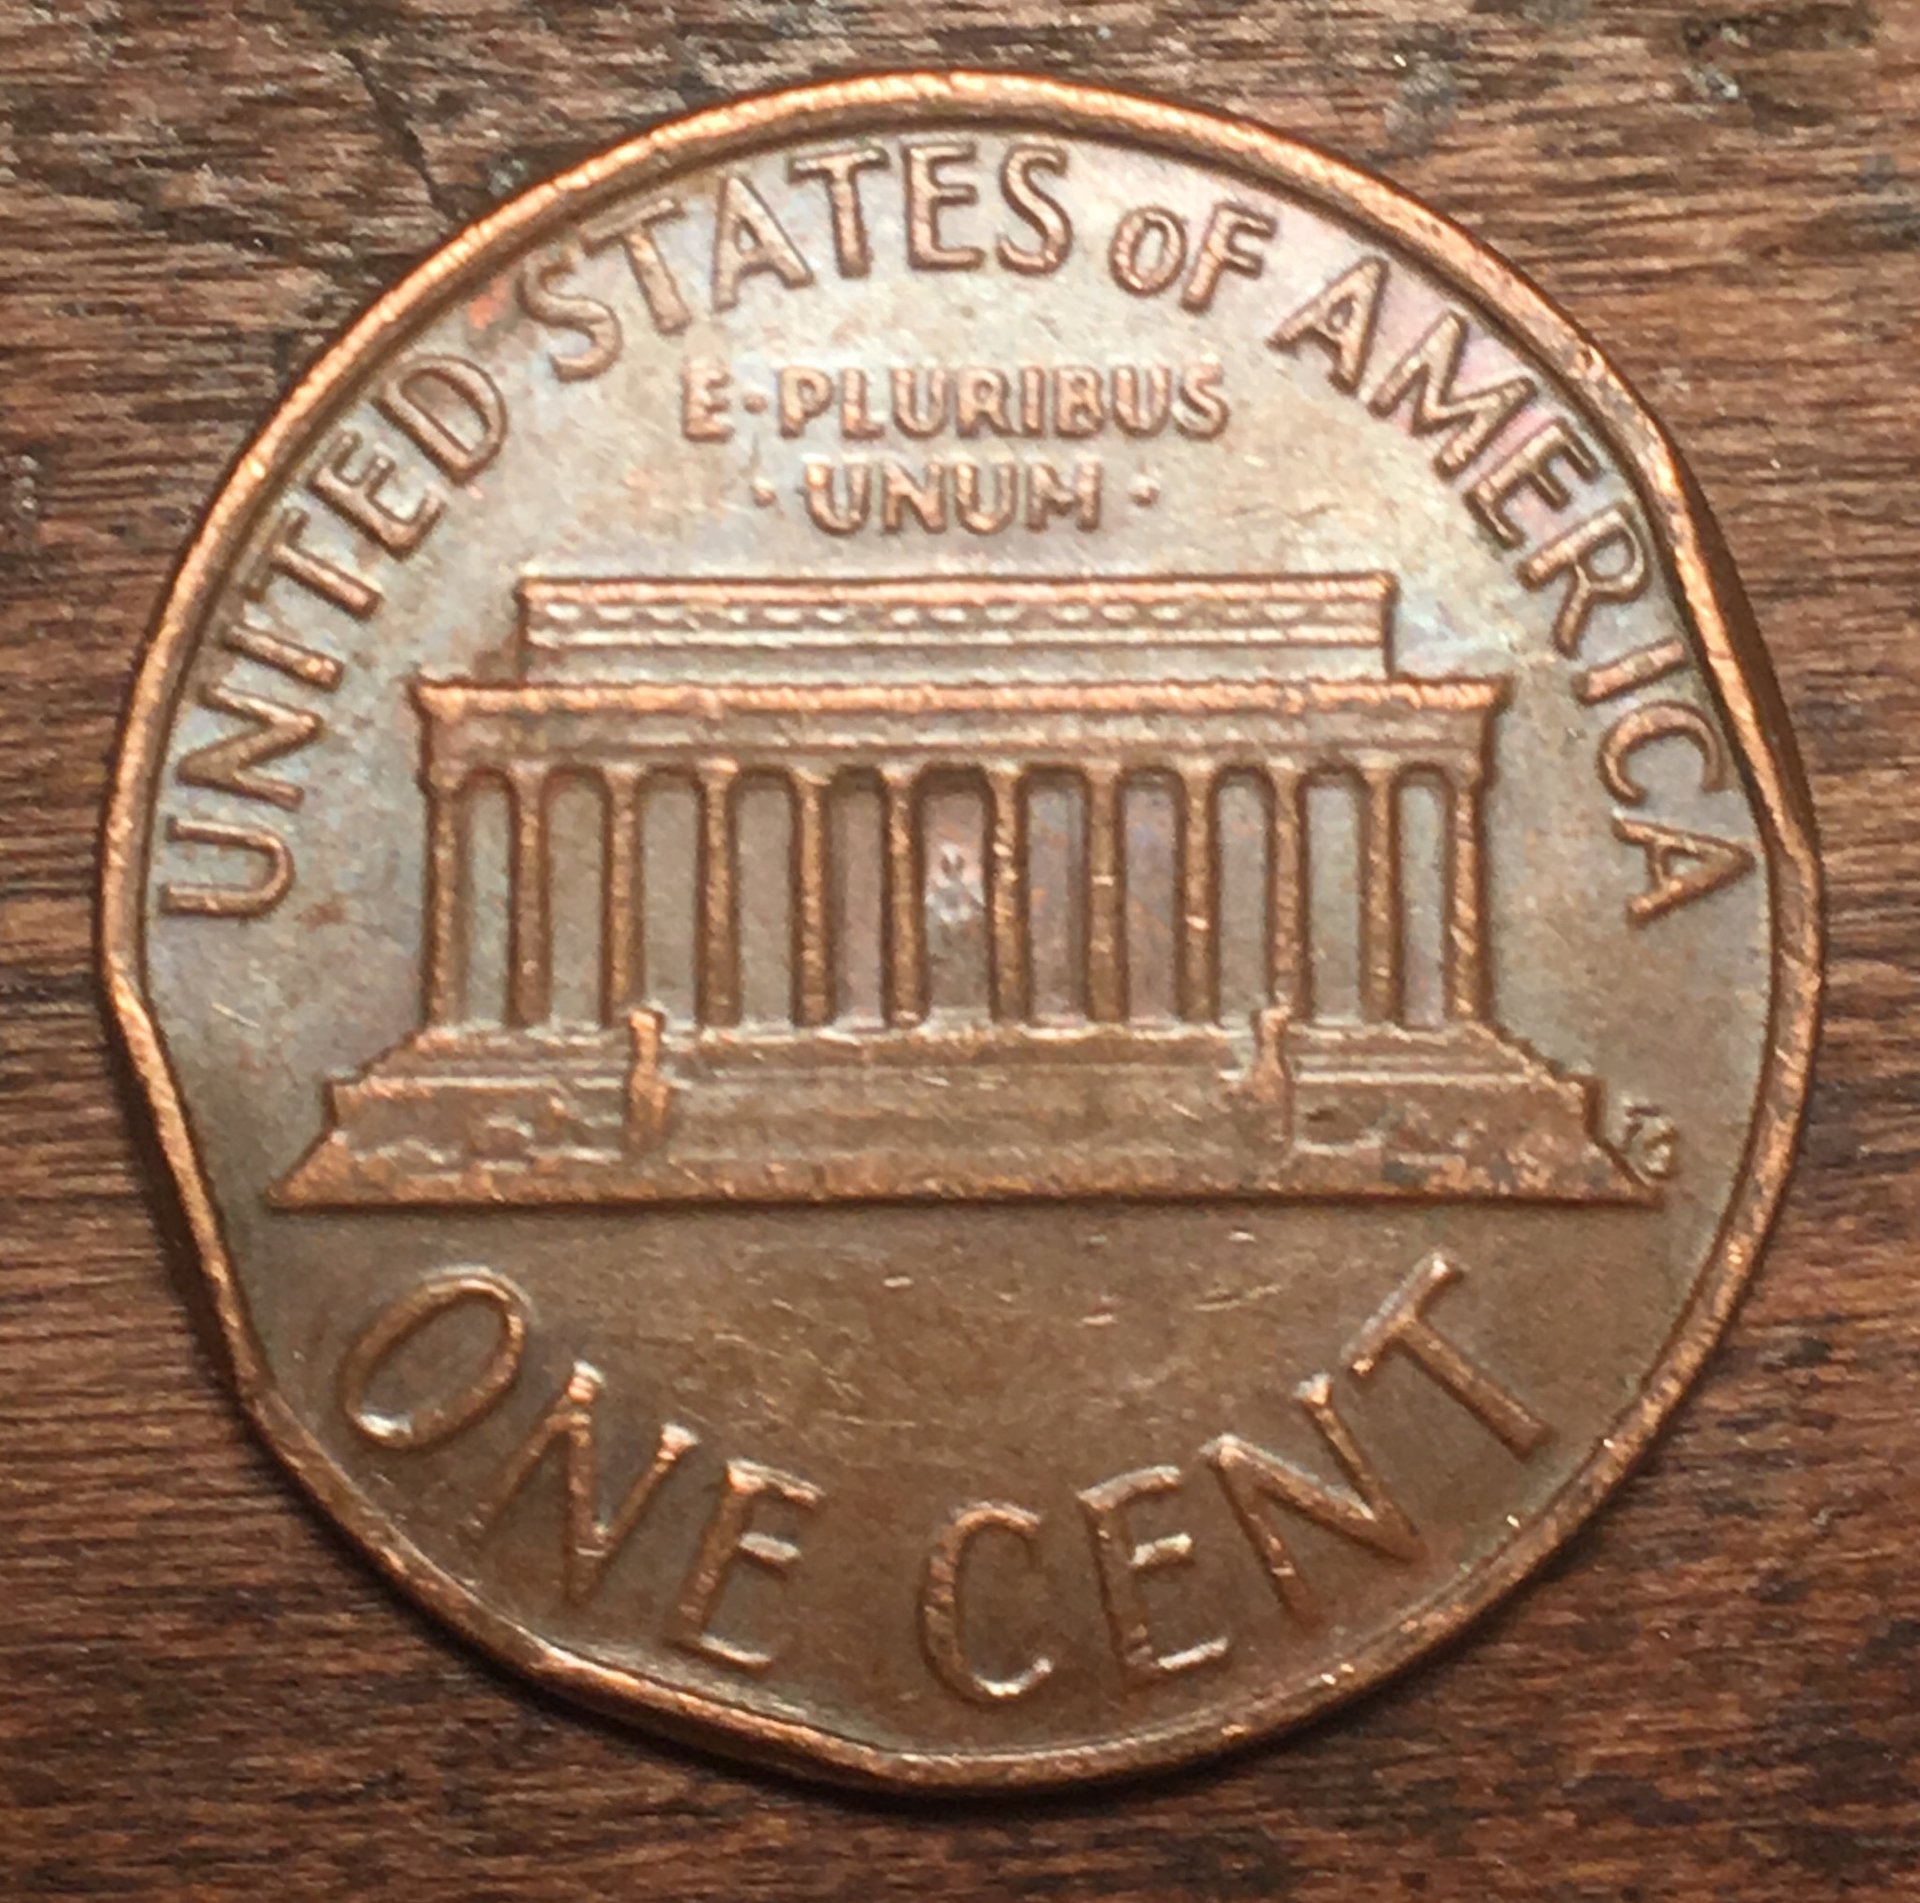 UNITED STATES OF AMERICA
E·PLURIBUS
·UNUM·
ONE CENT